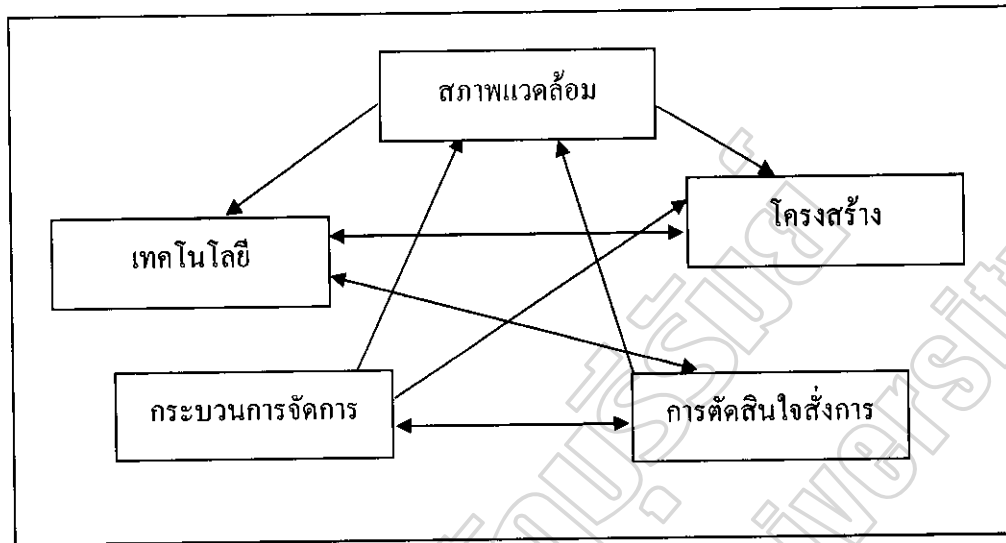 สภาพแวดล้อม
โครงสร้าง
เทคโนโลยี
กระบวนการจัดการ
การตัดสินใจสั่งการ